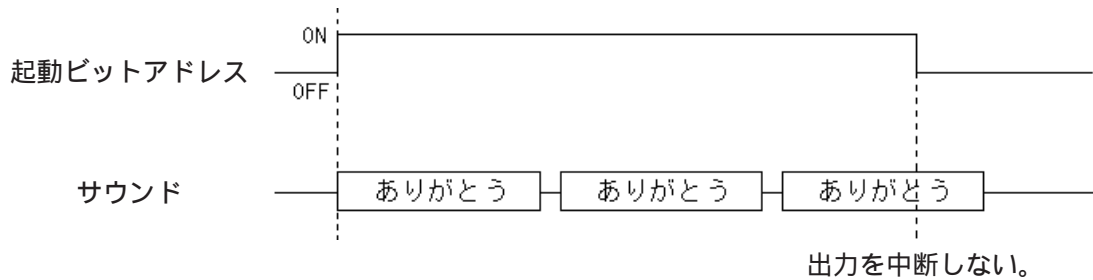 ON
起動ビットアドレス
OFF
サウンド
ありがとう
ありがとう
ありがとう
出力を中断しない。